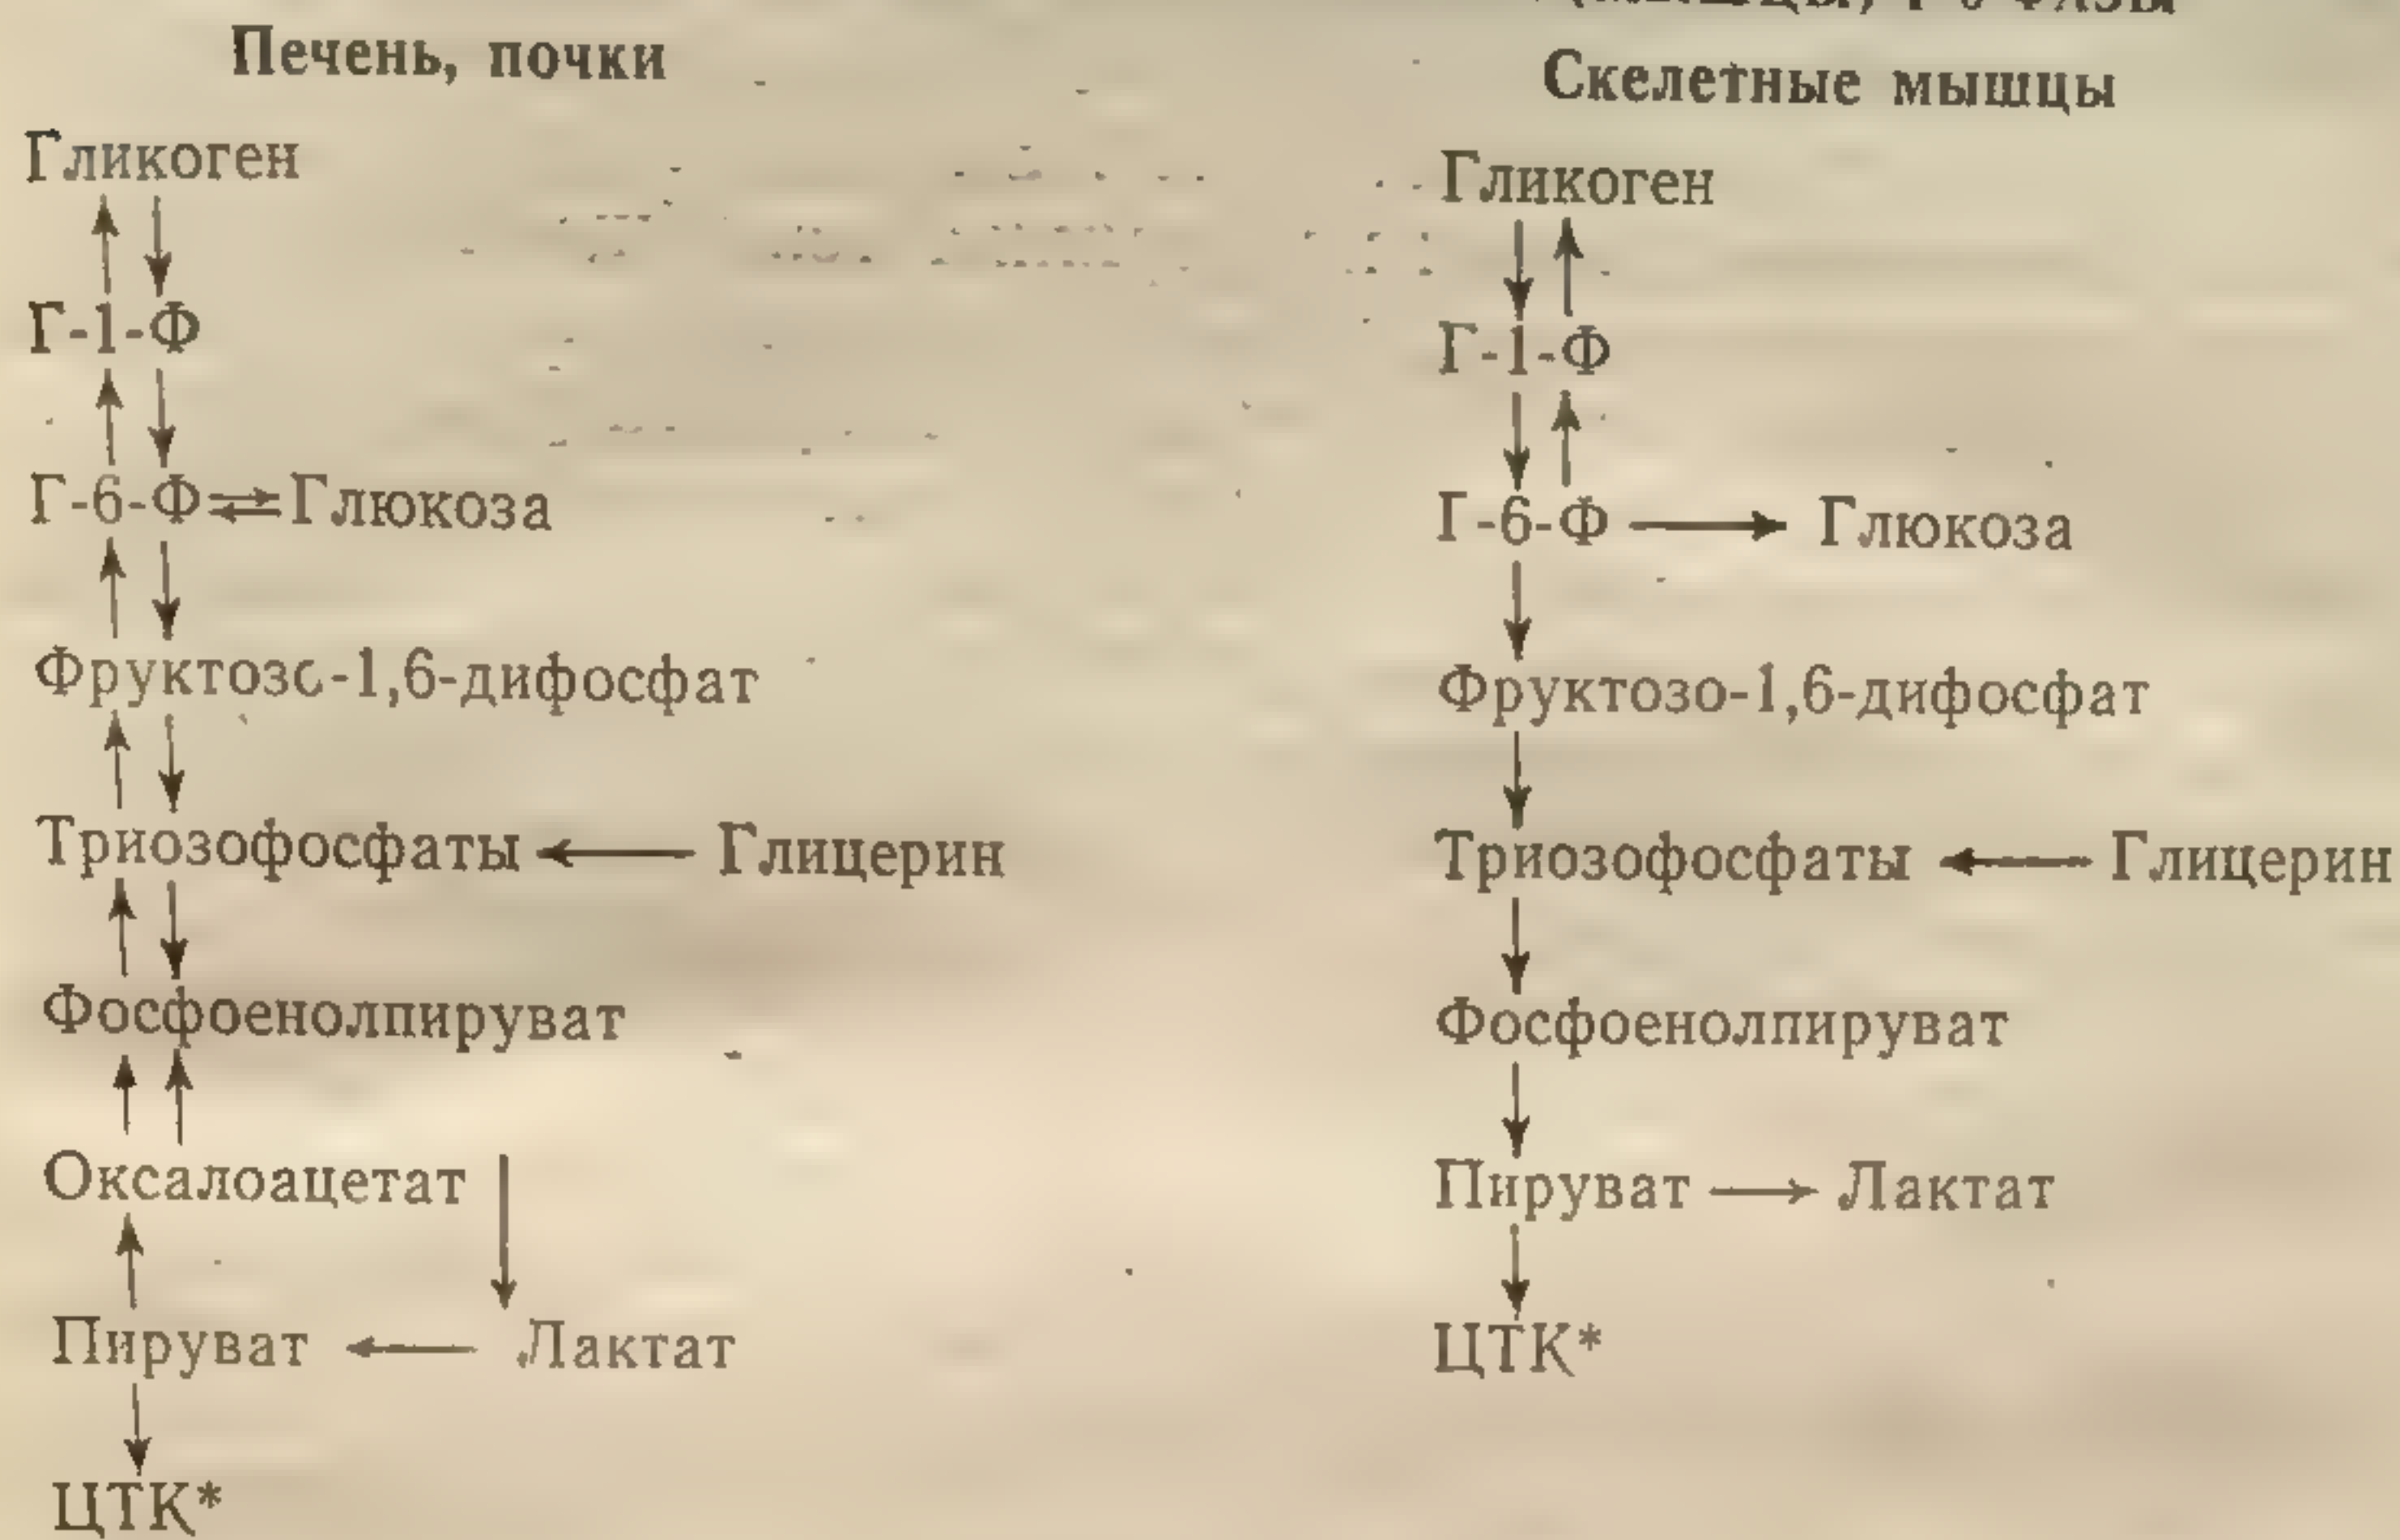 Печень, почки
Гликоген
Г-1-Ф
Г-6-Ф Глюкоза
Фруктозо-1,6-дифосфат
Триозофосфаты Глицерин
Фосфоенолпируват
Оксалоацетат
Пируват Лактат
ЦТК*
Скелетные мышцы
Гликоген
Г-1-Ф
Г-6-Ф Глюкоза
Фруктозо-1,6-дифосфат
Триозофосфаты Глицерин
Фосфоенолпируват
Пируват Лактат
ЦТК*